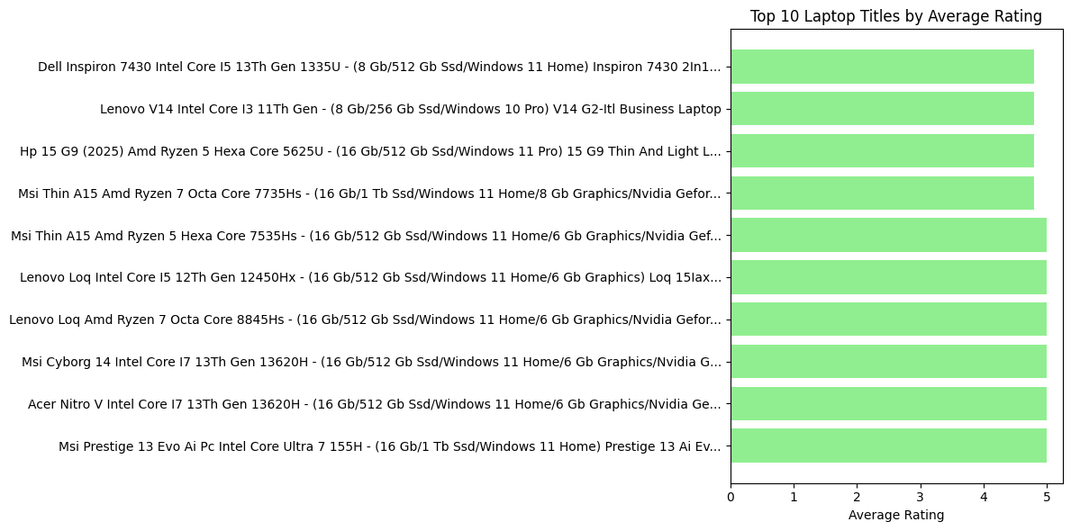 Top 10 Laptop Titles by Average Rating
Dell Inspiron 7430 Intel Core I5 13Th Gen 1335U - (8 Gb/512 Gb Ssd/Windows 11 Home) Inspiron 7430 2In1...
Lenovo V14 Intel Core I3 11Th Gen - (8 Gb/256 Gb Ssd/Windows 10 Pro) V14 G2-Itl Business Laptop
Hp 15 G9 (2025) Amd Ryzen 5 Hexa Core 5625U - (16 Gb/512 Gb Ssd/Windows 11 Pro) 15 G9 Thin And Light L...
Msi Thin A15 Amd Ryzen 7 Octa Core 7735Hs - (16 Gb/1 Tb Ssd/Windows 11 Home/8 Gb Graphics/Nvidia Gefor...
Msi Thin A15 Amd Ryzen 5 Hexa Core 7535Hs - (16 Gb/512 Gb Ssd/Windows 11 Home/6 Gb Graphics/Nvidia Gef...
Lenovo Loq Intel Core I5 12Th Gen 12450Hx - (16 Gb/512 Gb Ssd/Windows 11 Home/6 Gb Graphics) Loq 15Iax...
Lenovo Loq Amd Ryzen 7 Octa Core 8845Hs - (16 Gb/512 Gb Ssd/Windows 11 Home/6 Gb Graphics/Nvidia Gefor...
Msi Cyborg 14 Intel Core I7 13Th Gen 13620H - (16 Gb/512 Gb Ssd/Windows 11 Home/6 Gb Graphics/Nvidia G...
Acer Nitro V Intel Core I7 13Th Gen 13620H - (16 Gb/512 Gb Ssd/Windows 11 Home/6 Gb Graphics/Nvidia Ge...
Msi Prestige 13 Evo Ai Pc Intel Core Ultra 7 155H - (16 Gb/1 Tb Ssd/Windows 11 Home) Prestige 13 Ai Ev...
0 1 2 3 4 5
Average Rating